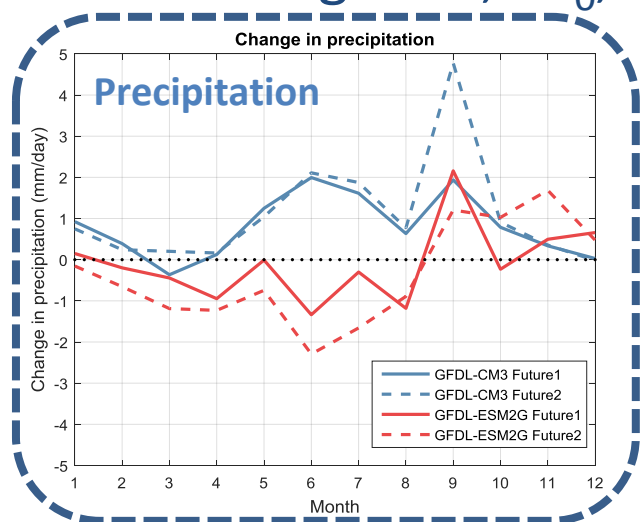 0,
Change in precipitation
Precipitation
Change in precipitation (mm/day)
5
4
3
2
1
0
-1
-2
-3
-4
-5
GFDL-CM3 Future1
GFDL-CM3 Future2
GFDL-ESM2G Future1
GFDL-ESM2G Future2
1 2 3 4 5 6 7 8 9 10 11 12
Month